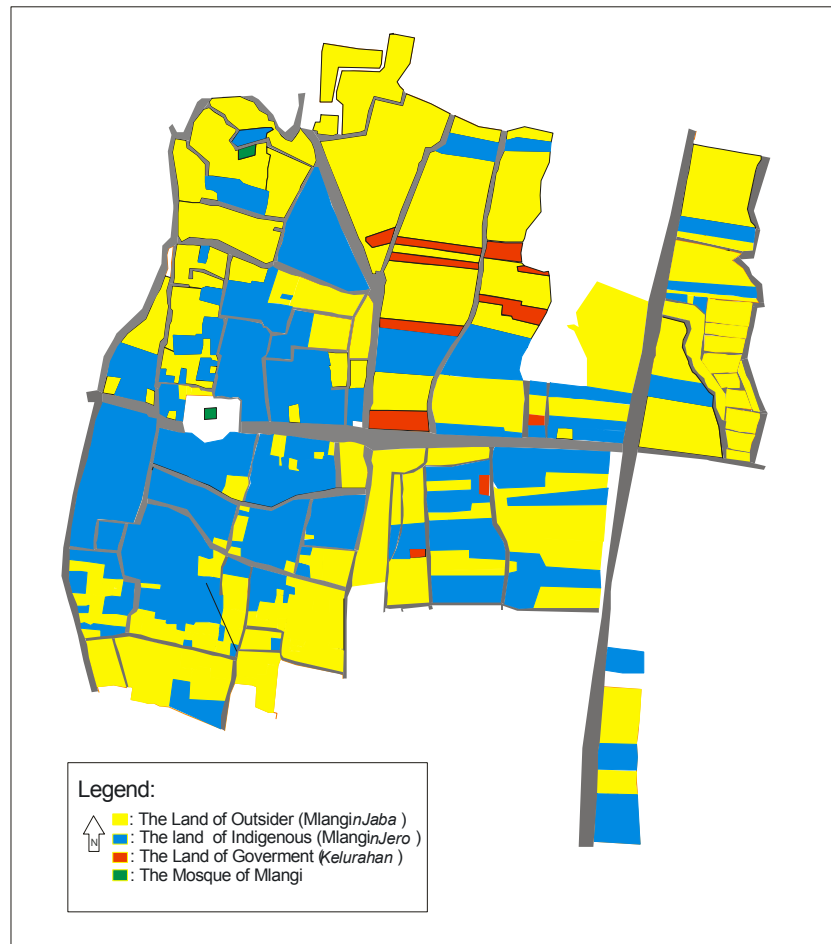 Legend:
: The Land of Outsider (MlanginJaba )
: The land of Indigenous (MlanginJero )
: The Land of Goverment (Kelurahan )
: The Mosque of Mlangi
N